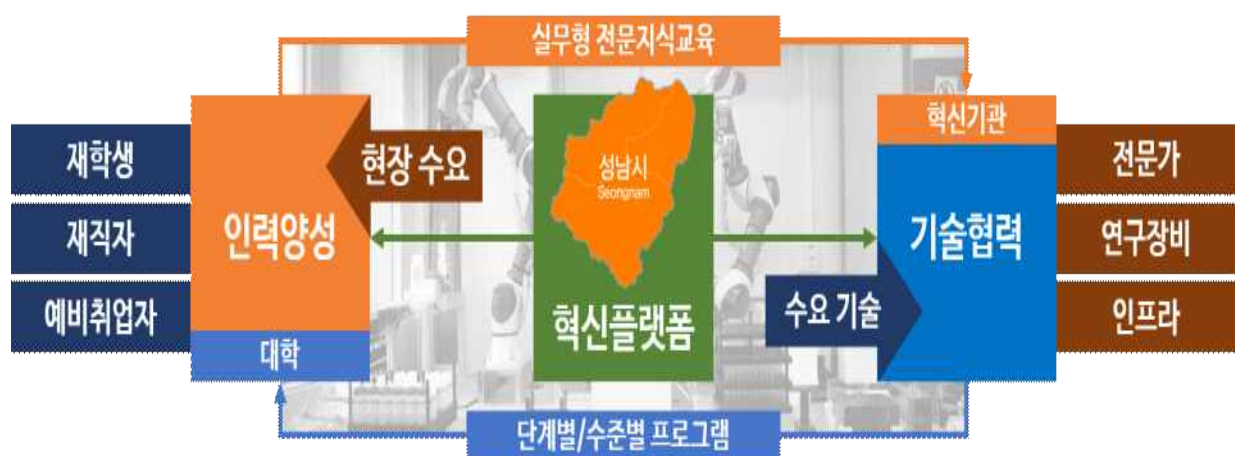 실무형 전문지식교육
재학생
재직자
예비취업자
인력양성
대학
현장 수요
성남시
Seongnam
혁신플랫폼
수요 기술
혁신기관
기술협력
전문가
연구장비
인프라
단계별/수준별 프로그램